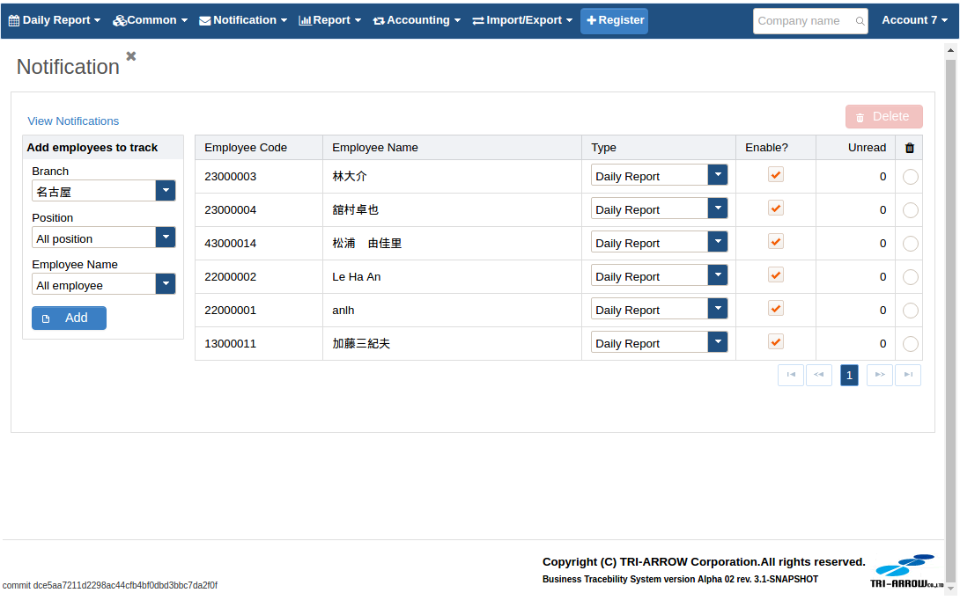 Daily Report Common Notification Report Accounting Import/Export Register Company name Account 7
Notification
View Notifications
Delete
Add employees to track
Branch
名古屋
Position
All position
Employee Name
All employee
Add
Employee Code Employee Name Type Enable? Unread
23000003 林大介 Daily Report 0
23000004 舘村卓也 Daily Report 0
43000014 松浦　由佳里 Daily Report 0
22000002 Le Ha An Daily Report 0
22000001 anlh Daily Report 0
13000011 加藤三紀夫 Daily Report 0
1
Copyright (C) TRI-ARROW Corporation.All rights reserved.
Business Tracebility System version Alpha 02 rev. 3.1-SNAPSHOT
TRI-ARROW
commit dce5aa7211d2298ac44cfb4bf0dbd3bbc7da2f0f